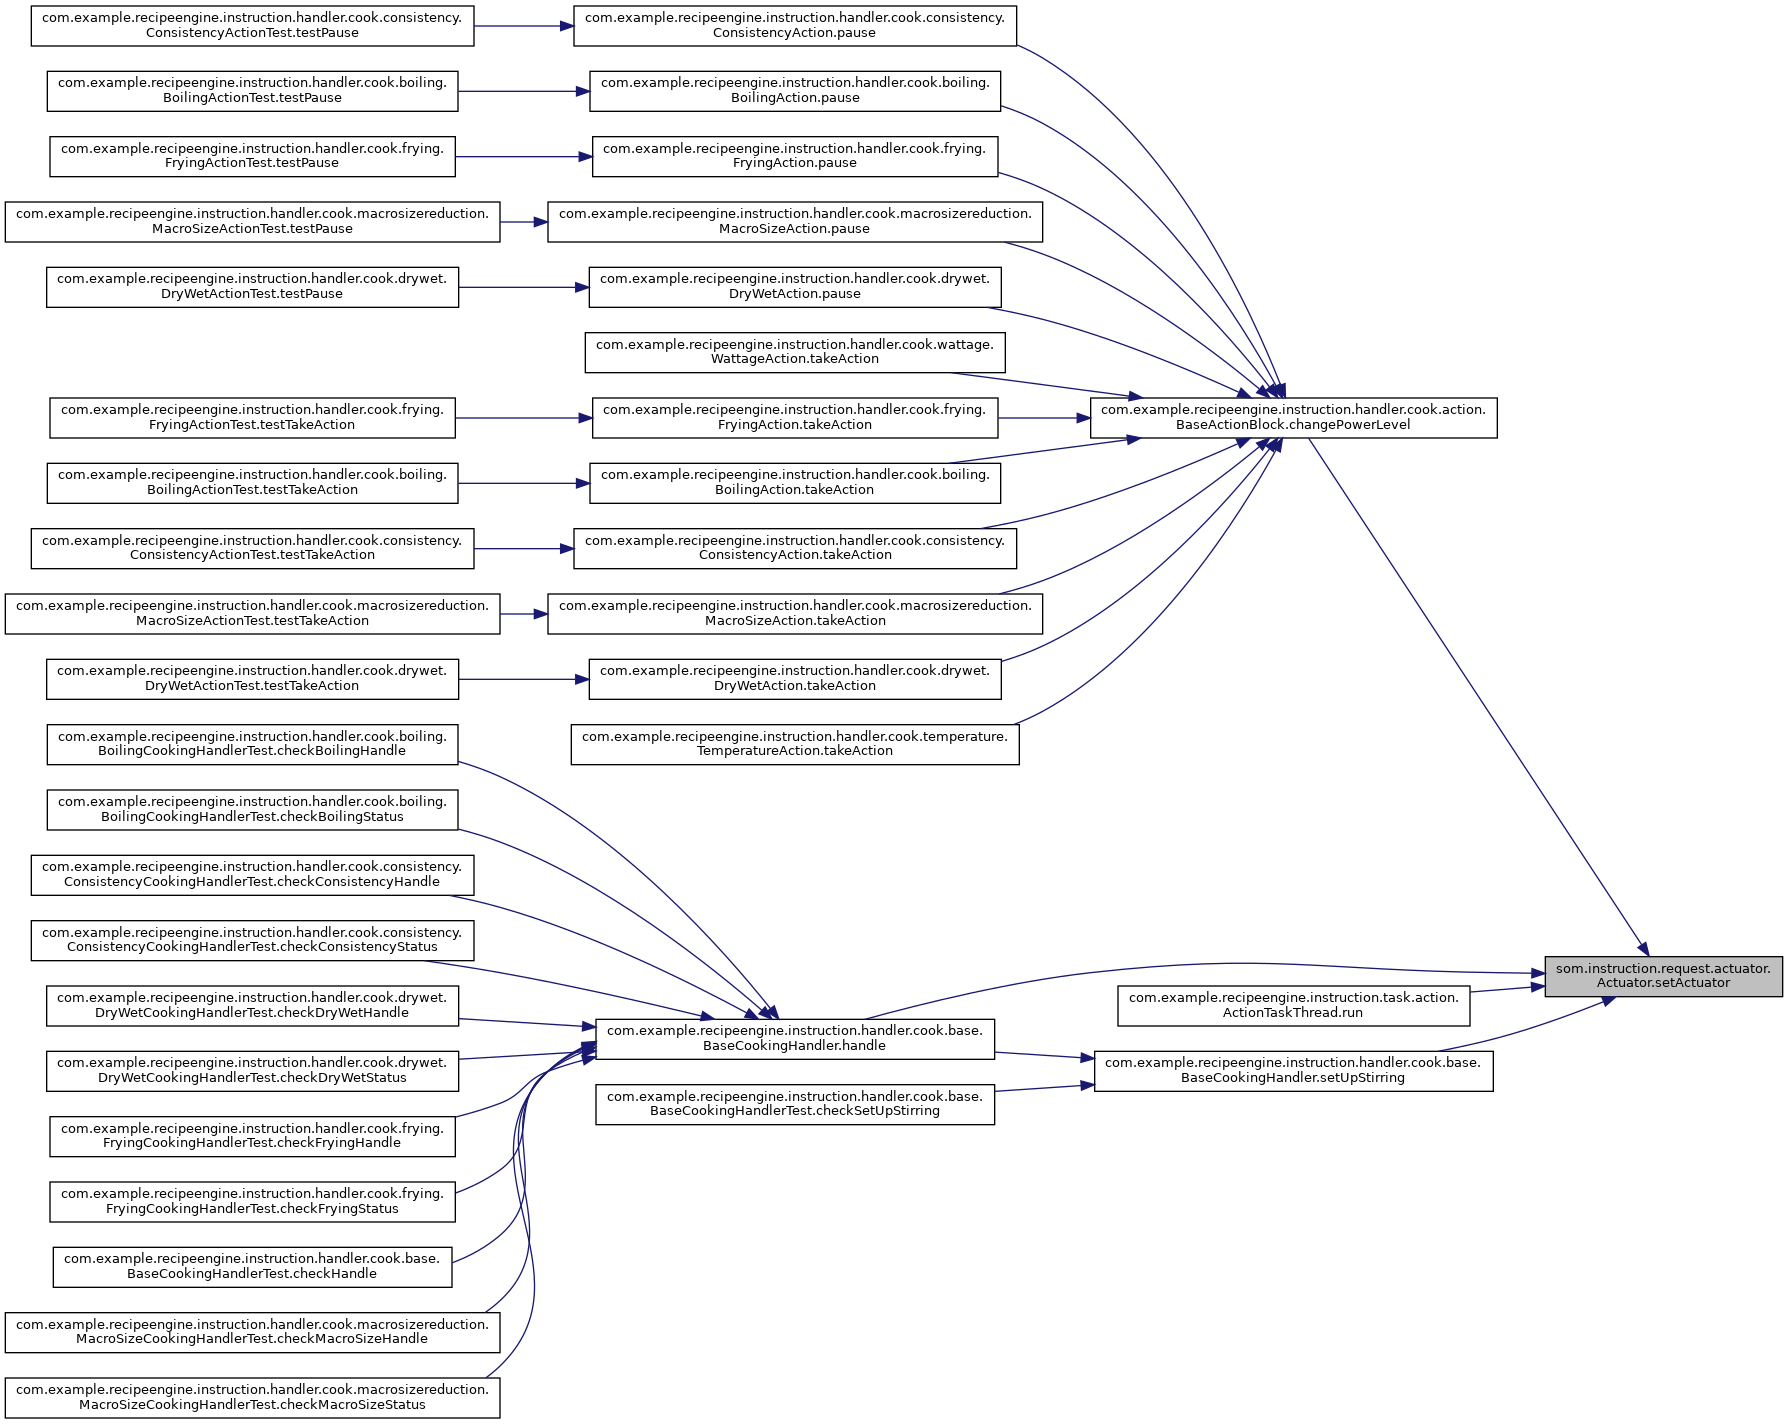 com.example.recipeengine.instruction.handler.cook.consistency.
ConsistencyActionTest.testPause
com.example.recipeengine.instruction.handler.cook.consistency.
ConsistencyAction.pause
com.example.recipeengine.instruction.handler.cook.boiling.
BoilingActionTest.testPause
com.example.recipeengine.instruction.handler.cook.boiling.
BoilingAction.pause
com.example.recipeengine.instruction.handler.cook.frying.
FryingActionTest.testPause
com.example.recipeengine.instruction.handler.cook.frying.
FryingAction.pause
com.example.recipeengine.instruction.handler.cook.macrosizereduction.
MacroSizeActionTest.testPause
com.example.recipeengine.instruction.handler.cook.macrosizereduction.
MacroSizeAction.pause
com.example.recipeengine.instruction.handler.cook.drywet.
DryWetActionTest.testPause
com.example.recipeengine.instruction.handler.cook.drywet.
DryWetAction.pause
com.example.recipeengine.instruction.handler.cook.wattage.
WattageAction.takeAction
com.example.recipeengine.instruction.handler.cook.frying.
FryingActionTest.testTakeAction
com.example.recipeengine.instruction.handler.cook.frying.
FryingAction.takeAction
com.example.recipeengine.instruction.handler.cook.action.
BaseActionBlock.changePowerLevel
com.example.recipeengine.instruction.handler.cook.boiling.
BoilingActionTest.testTakeAction
com.example.recipeengine.instruction.handler.cook.boiling.
BoilingAction.takeAction
com.example.recipeengine.instruction.handler.cook.consistency.
ConsistencyActionTest.testTakeAction
com.example.recipeengine.instruction.handler.cook.consistency.
ConsistencyAction.takeAction
com.example.recipeengine.instruction.handler.cook.macrosizereduction.
MacroSizeActionTest.testTakeAction
com.example.recipeengine.instruction.handler.cook.macrosizereduction.
MacroSizeAction.takeAction
com.example.recipeengine.instruction.handler.cook.drywet.
DryWetActionTest.testTakeAction
com.example.recipeengine.instruction.handler.cook.drywet.
DryWetAction.takeAction
com.example.recipeengine.instruction.handler.cook.boiling.
BoilingCookingHandlerTest.checkBoilingHandle
com.example.recipeengine.instruction.handler.cook.temperature.
TemperatureAction.takeAction
com.example.recipeengine.instruction.handler.cook.boiling.
BoilingCookingHandlerTest.checkBoilingStatus
com.example.recipeengine.instruction.handler.cook.consistency.
ConsistencyCookingHandlerTest.checkConsistencyHandle
com.example.recipeengine.instruction.handler.cook.consistency.
ConsistencyCookingHandlerTest.checkConsistencyStatus
som.instruction.request.actuator.
Actuator.setActuator
com.example.recipeengine.instruction.handler.cook.drywet.
DryWetCookingHandlerTest.checkDryWetHandle
com.example.recipeengine.instruction.task.action.
ActionTaskThread.run
com.example.recipeengine.instruction.handler.cook.base.
BaseCookingHandler.handle
com.example.recipeengine.instruction.handler.cook.drywet.
DryWetCookingHandlerTest.checkDryWetStatus
com.example.recipeengine.instruction.handler.cook.base.
BaseCookingHandler.setUpStirring
com.example.recipeengine.instruction.handler.cook.base.
BaseCookingHandlerTest.checkSetUpStirring
com.example.recipeengine.instruction.handler.cook.frying.
FryingCookingHandlerTest.checkFryingHandle
com.example.recipeengine.instruction.handler.cook.frying.
FryingCookingHandlerTest.checkFryingStatus
com.example.recipeengine.instruction.handler.cook.base.
BaseCookingHandlerTest.checkHandle
com.example.recipeengine.instruction.handler.cook.macrosizereduction.
MacroSizeCookingHandlerTest.checkMacroSizeHandle
com.example.recipeengine.instruction.handler.cook.macrosizereduction.
MacroSizeCookingHandlerTest.checkMacroSizeStatus